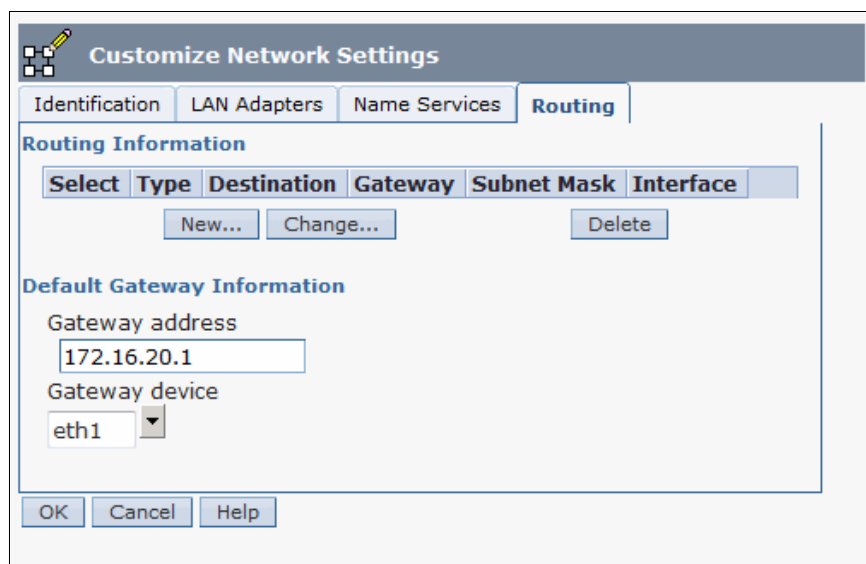 Customize Network Settings
Identification LAN Adapters Name Services Routing
Routing Information
Select Type Destination Gateway Subnet Mask Interface
New... Change... Delete
Default Gateway Information
Gateway address
172.16.20.1
Gateway device
eth1
OK Cancel Help